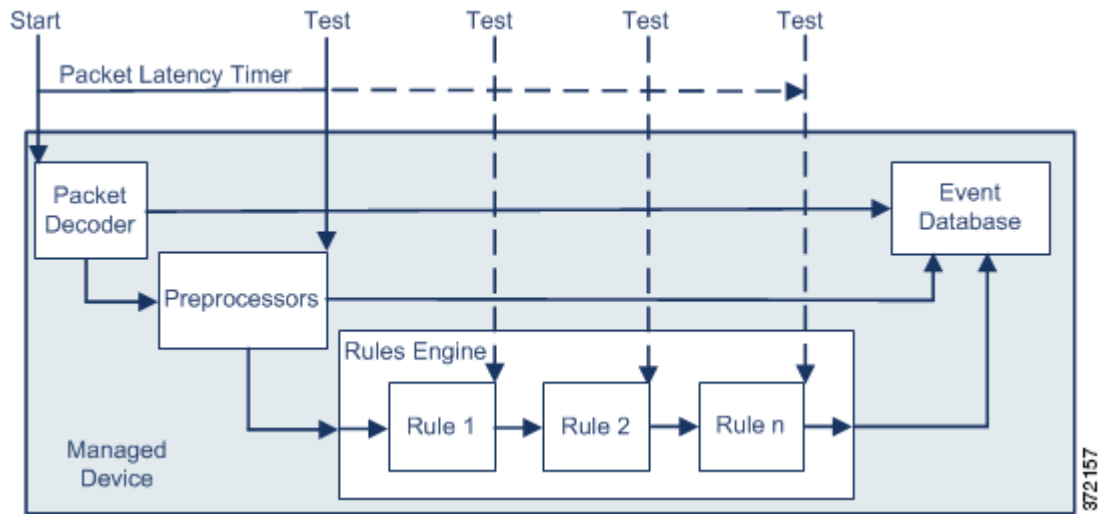 Start
Test
Test
Test
Test
Packet Latency Timer
Packet
Decoder
Event
Database
Preprocessors
Rules Engine
Rule 1
Rule 2
Rule n
Managed
Device
372157